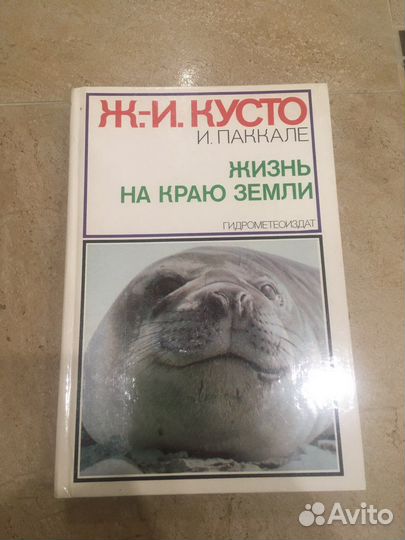 Ж.-И. КУСТО
И. ПАККАЛЕ
ЖИЗНЬ
НА КРАЮ ЗЕМЛИ
ГИДРОМЕТЕОИЗДАТ
Avito